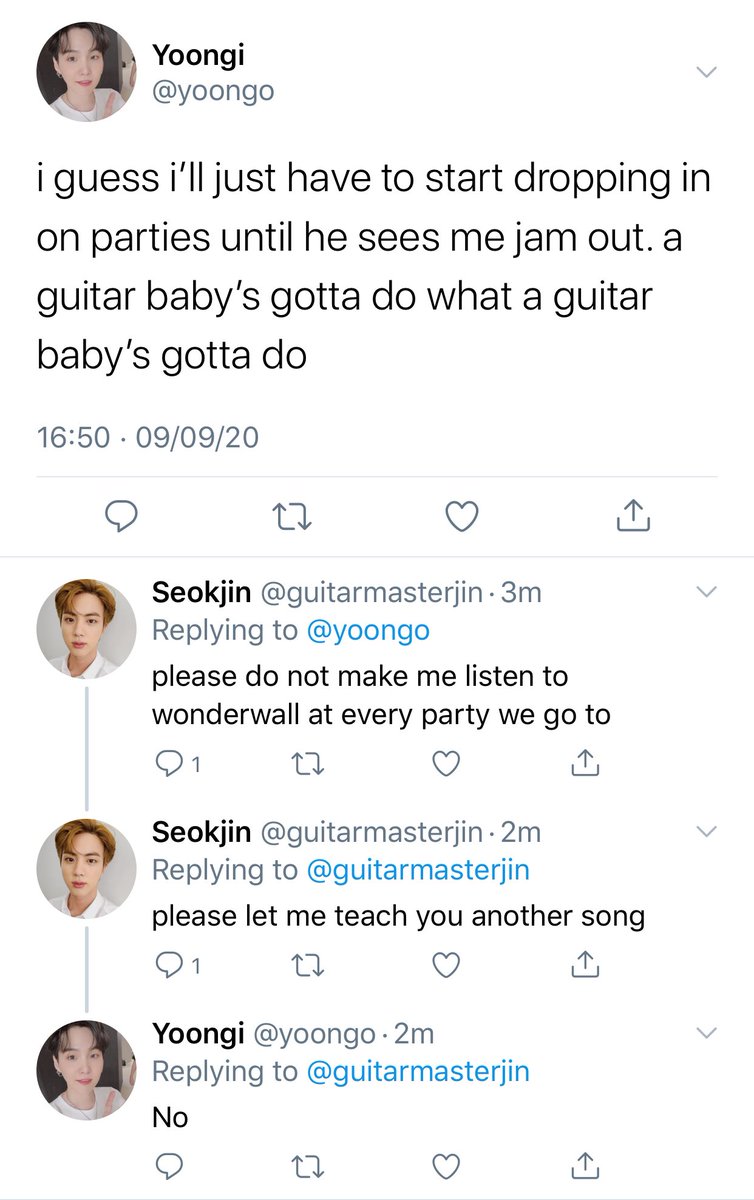 Yoongi
@yoongo
i guess i’ll just have to start dropping in
on parties until he sees me jam out. a
guitar baby’s gotta do what a guitar
baby’s gotta do
16:50 · 09/09/20
Seokjin @guitarmasterjin · 3m
Replying to @yoongo
please do not make me listen to
wonderwall at every party we go to
1
Seokjin @guitarmasterjin · 2m
Replying to @guitarmasterjin
please let me teach you another song
1
Yoongi @yoongo · 2m
Replying to @guitarmasterjin
No